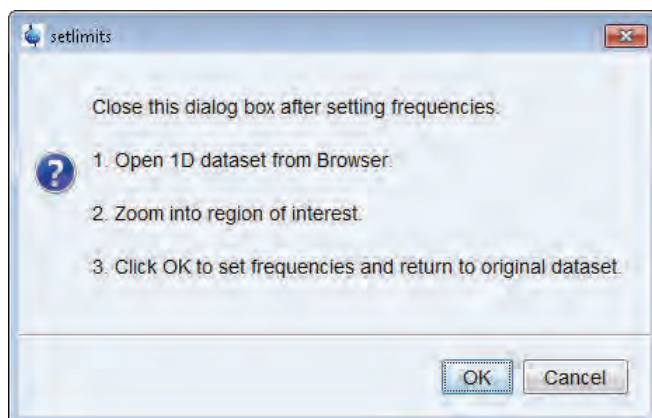 setlimits
Close this dialog box after setting frequencies.
1. Open 1D dataset from Browser.
2. Zoom into region of interest.
3. Click OK to set frequencies and return to original dataset.
OK
Cancel